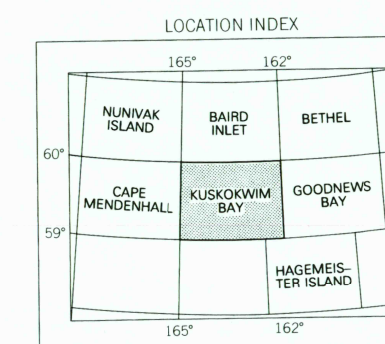 LOCATION INDEX
165° 162°
NUNIVAK
ISLAND
BAIRD
INLET
BETHEL
60°
CAPE
MENDENHALL
KUSKOKWIM
BAY
GOODNEWS
BAY
59°
HAGEMEIS–
TER ISLAND
165° 162°